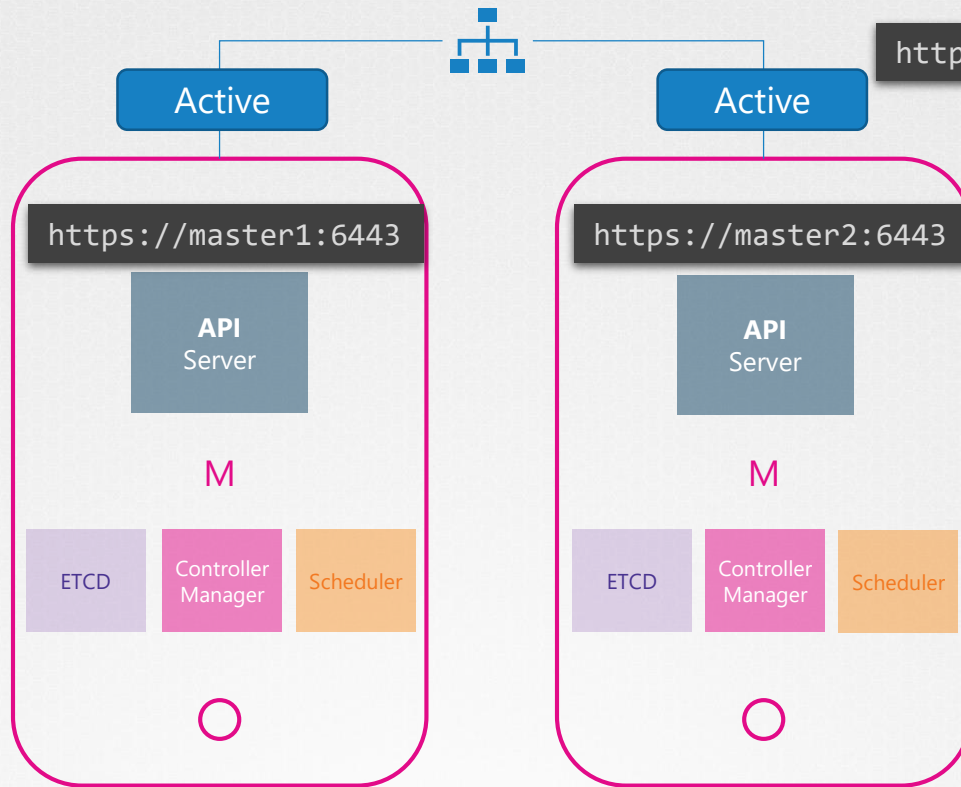 http
Active
Active
https://master1:6443
https://master2:6443
API
Server
API
Server
M
M
ETCD
Controller
Manager
Scheduler
ETCD
Controller
Manager
Scheduler